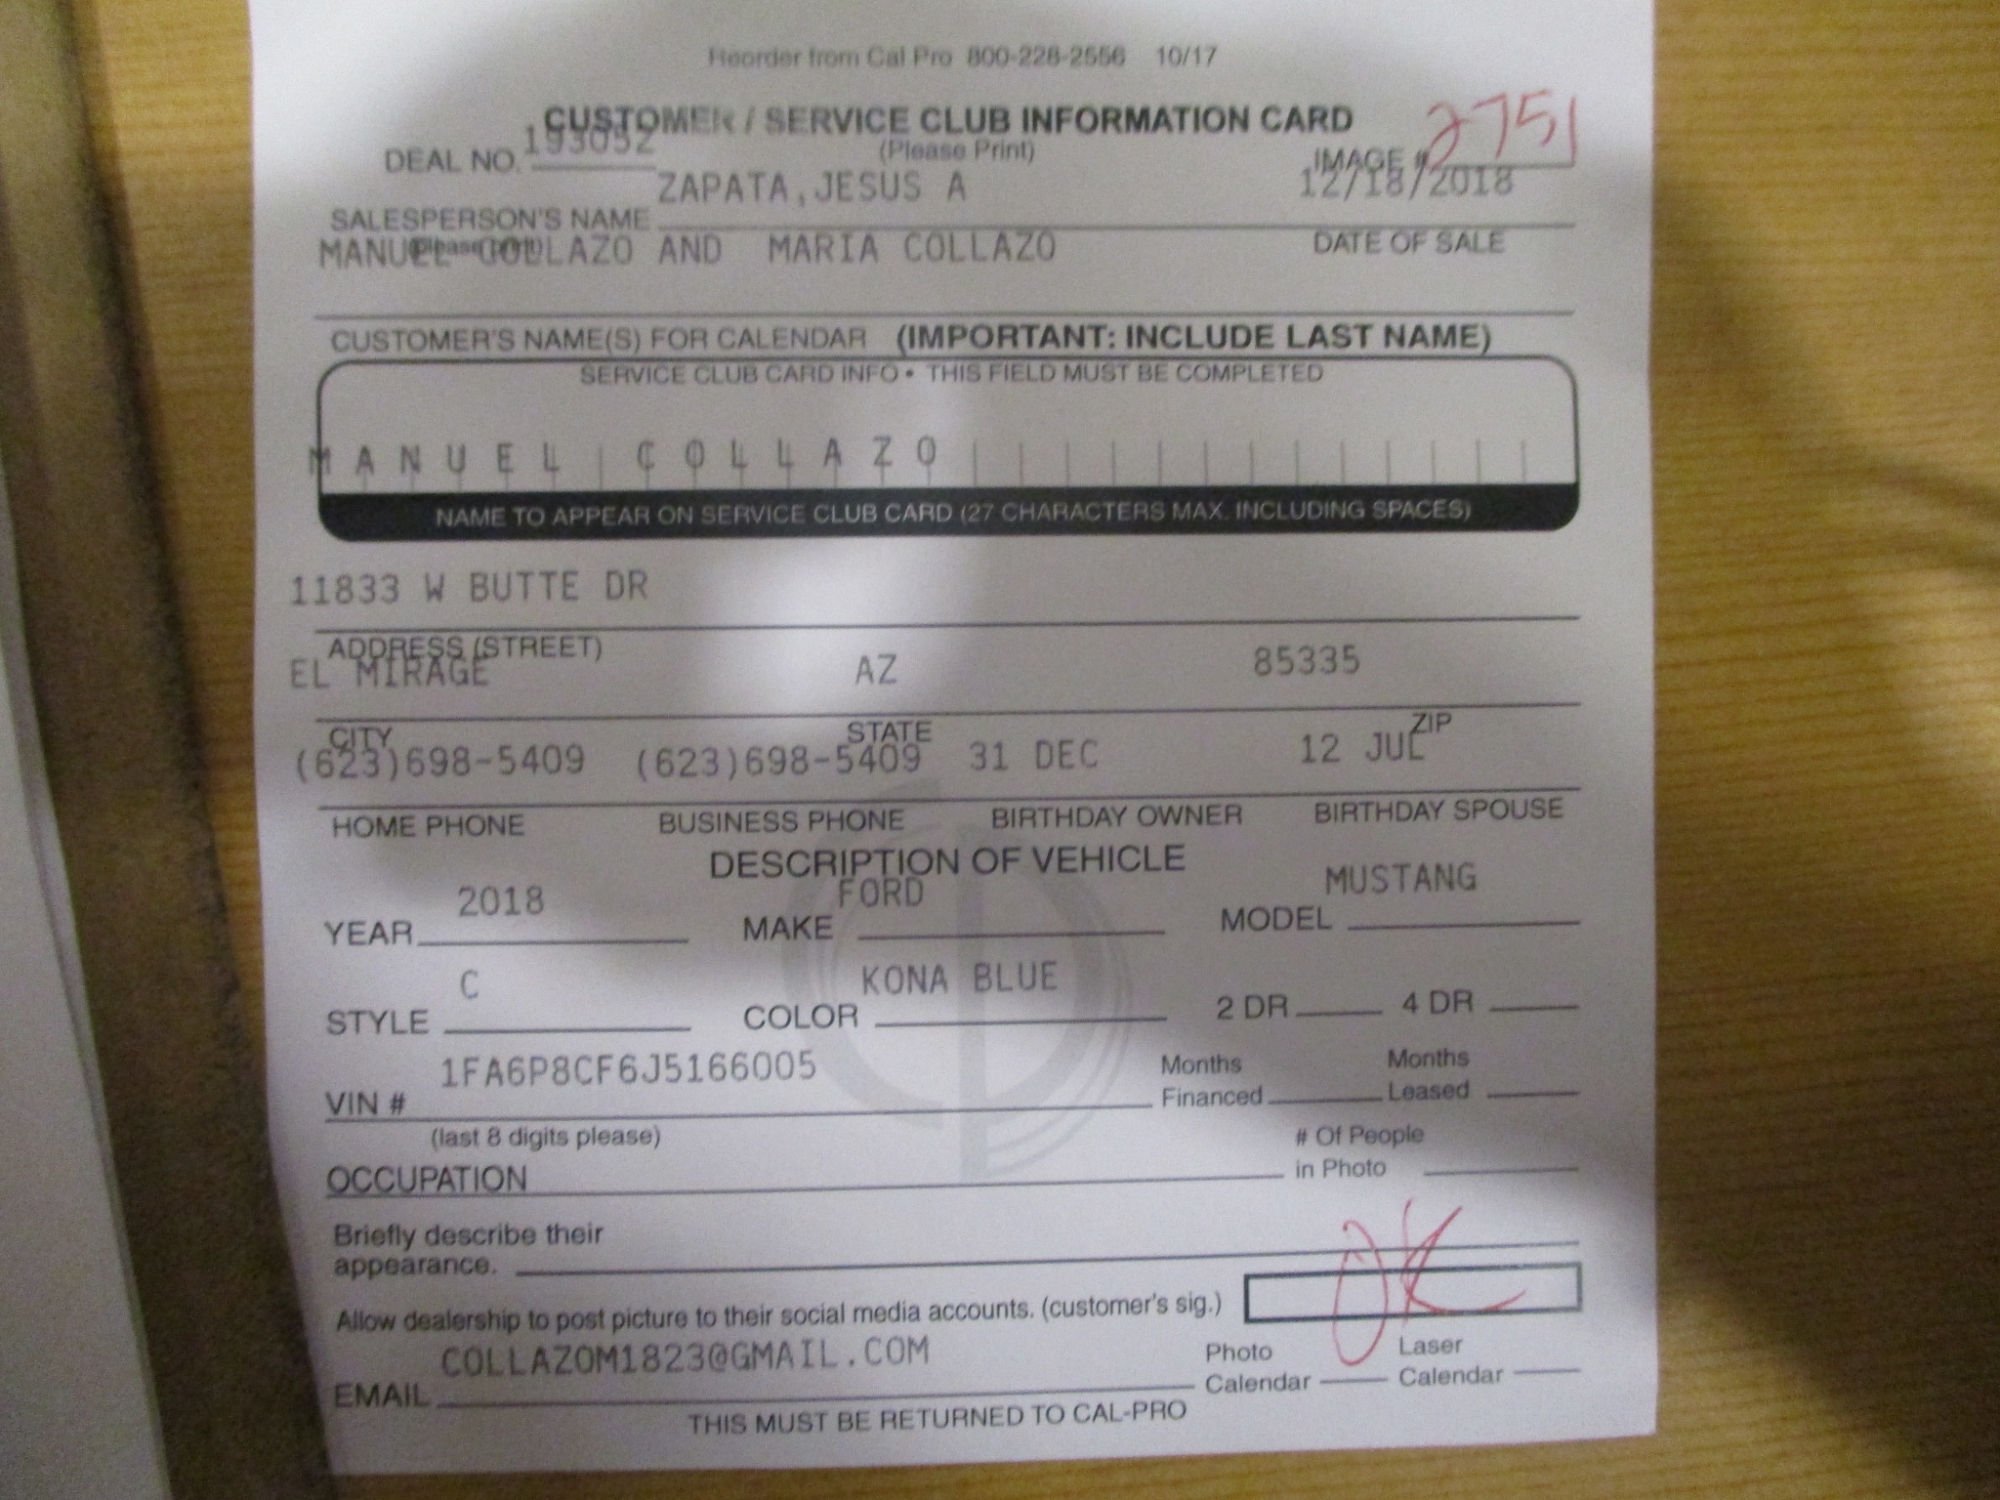 Reorder from Cal Pro 800-228-2556 10/17
CUSTOMER / SERVICE CLUB INFORMATION CARD
(Please Print)
DEAL NO. 193052
IMAGE # 2751
ZAPATA,JESUS A 12/18/2018
SALESPERSON'S NAME
(Please print)
DATE OF SALE
MANUEL COLLAZO AND MARIA COLLAZO
CUSTOMER'S NAME(S) FOR CALENDAR (IMPORTANT: INCLUDE LAST NAME)
SERVICE CLUB CARD INFO • THIS FIELD MUST BE COMPLETED
MANUEL COLLAZO
NAME TO APPEAR ON SERVICE CLUB CARD (27 CHARACTERS MAX. INCLUDING SPACES)
11833 W BUTTE DR
ADDRESS (STREET)
EL MIRAGE AZ 85335
CITY STATE ZIP
(623)698-5409 (623)698-5409 31 DEC 12 JUL
HOME PHONE BUSINESS PHONE BIRTHDAY OWNER BIRTHDAY SPOUSE
DESCRIPTION OF VEHICLE
YEAR 2018 MAKE FORD MODEL MUSTANG
STYLE C COLOR KONA BLUE 2 DR 4 DR
VIN # 1FA6P8CF6J5166005 Months Financed Months Leased
(last 8 digits please)
OCCUPATION # Of People in Photo
Briefly describe their
appearance.
Allow dealership to post picture to their social media accounts. (customer's sig.)
EMAIL COLLAZOM1823@GMAIL.COM Photo Calendar Laser Calendar
THIS MUST BE RETURNED TO CAL-PRO